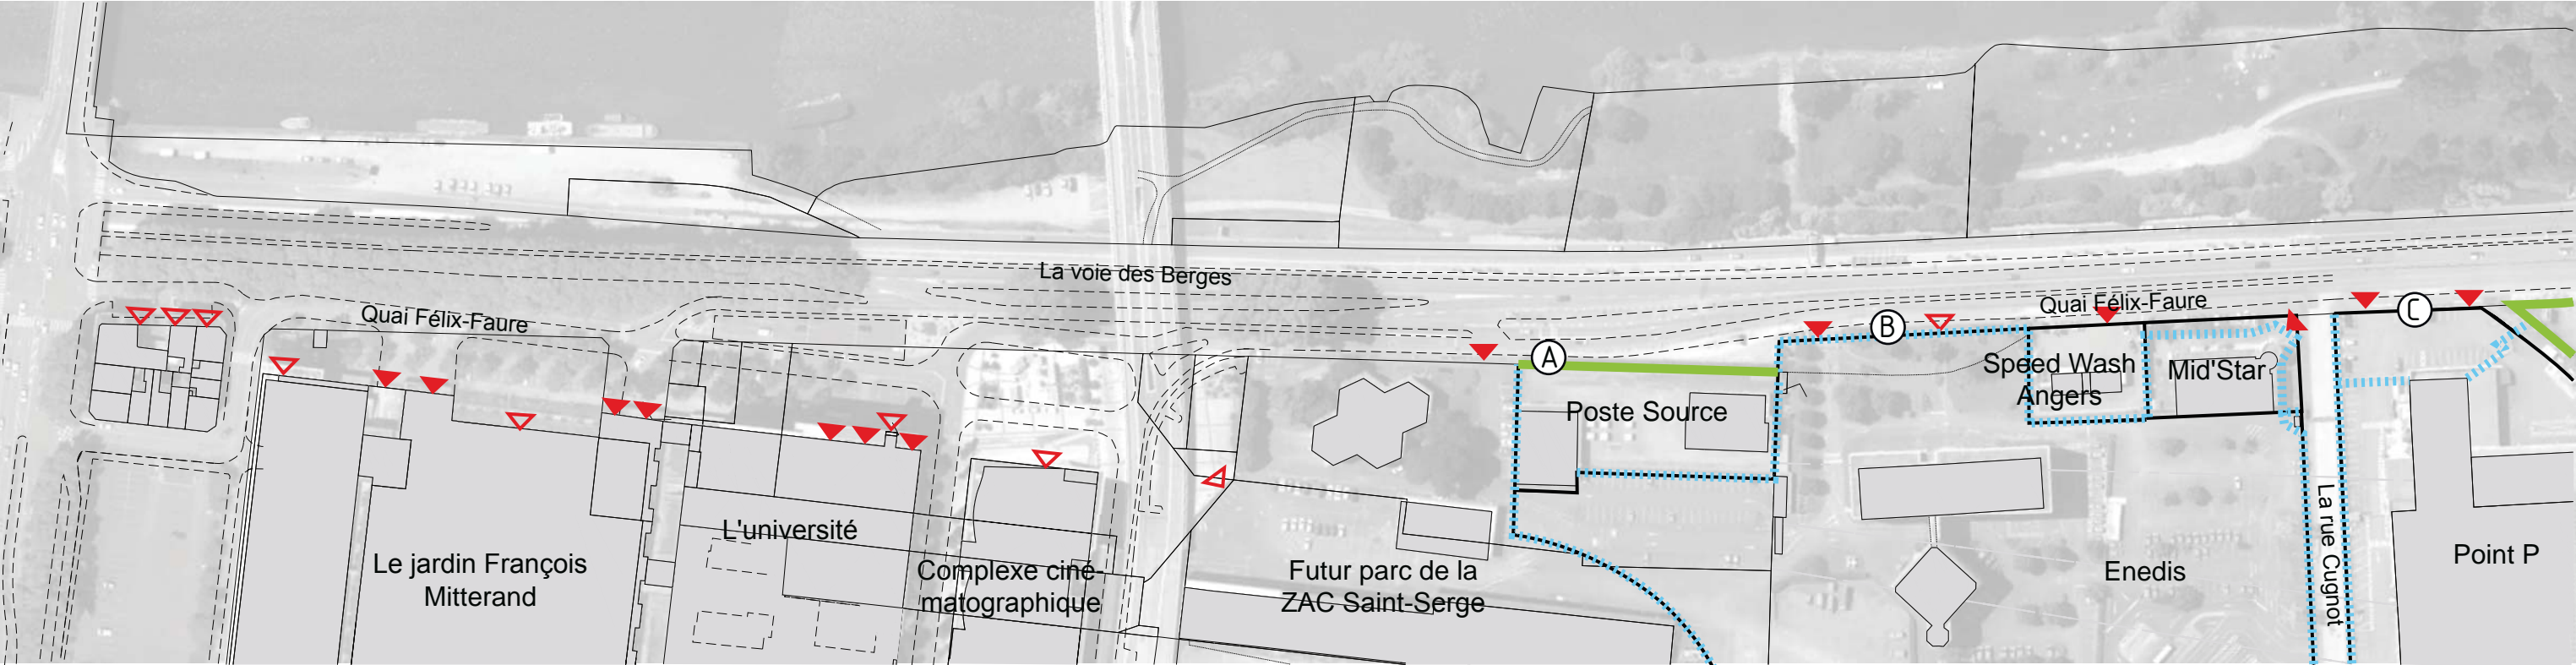 La voie des Berges
Quai Félix-Faure
Quai Félix-Faure
A
B
C
Speed Wash
Angers
Mid'Star
Poste Source
L'université
Le jardin François
Mitterand
Complexe ciné-
matographique
Futur parc de la
ZAC Saint-Serge
Enedis
La rue Cugnot
Point P